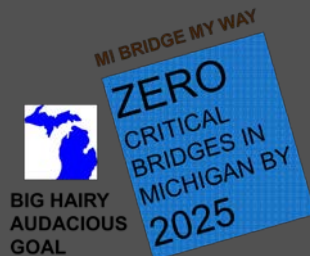 MI BRIDGE MY WAY
ZERO
CRITICAL
BRIDGES IN
MICHIGAN BY
2025
BIG HAIRY
AUDACIOUS
GOAL